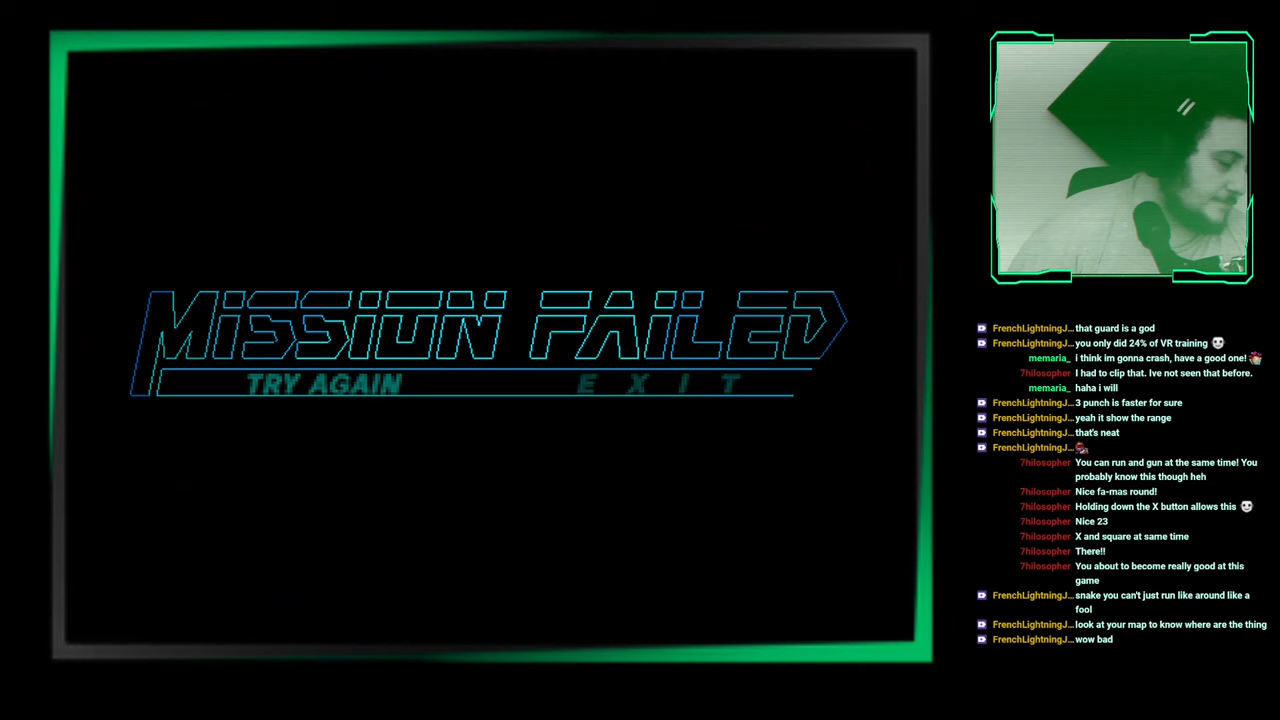 MISSION FAILED
TRY AGAIN
EXIT
FrenchLightningJ... that guard is a god
FrenchLightningJ... you only did 24% of VR training
memaria_ i think im gonna crash, have a good one!
7hilosopher I had to clip that. Ive not seen that before.
memaria_ haha i will
FrenchLightningJ... 3 punch is faster for sure
FrenchLightningJ... yeah it show the range
FrenchLightningJ... that's neat
FrenchLightningJ...
7hilosopher You can run and gun at the same time! You
probably know this though heh
7hilosopher Nice fa-mas round!
7hilosopher Holding down the X button allows this
7hilosopher Nice 23
7hilosopher X and square at same time
7hilosopher There!!
7hilosopher You about to become really good at this
game
FrenchLightningJ... snake you can't just run like around like a
fool
FrenchLightningJ... look at your map to know where are the thing
FrenchLightningJ... wow bad